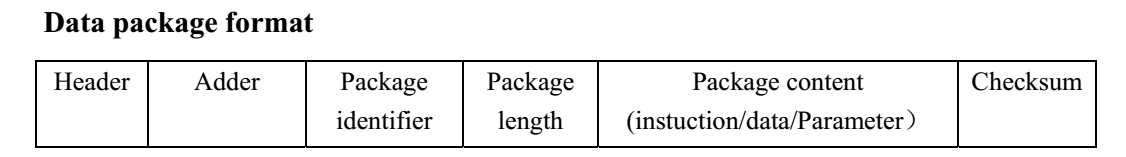 Data package format
Header Adder Package Package Package content Checksum
identifier length (instuction/data/Parameter）